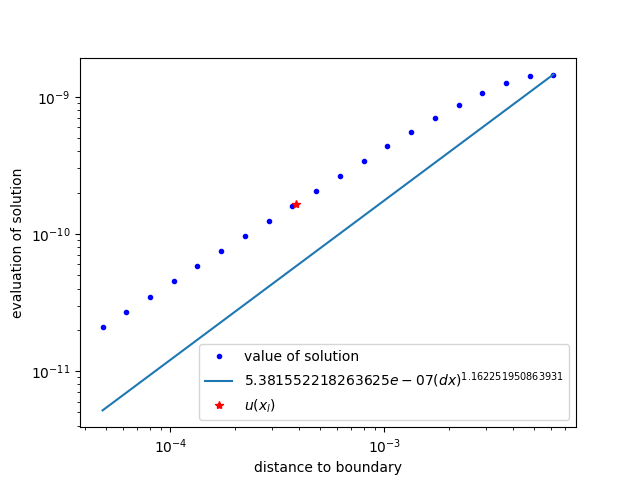 10⁻⁹
10⁻¹⁰
10⁻¹¹
evaluation of solution
value of solution
5.381552218263625e − 07(dx)^1.162251950863931
u(x_I)
10⁻⁴
10⁻³
distance to boundary